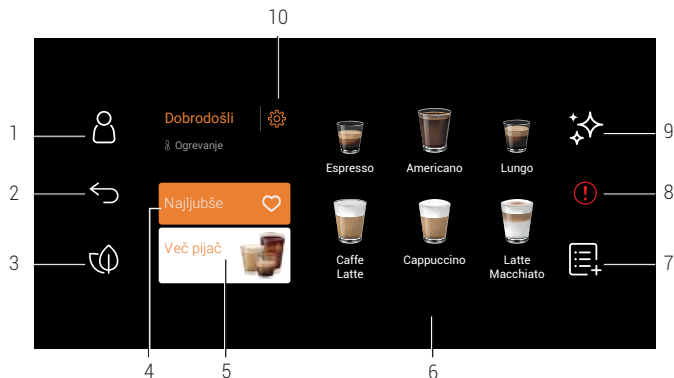 10
1
2
3
Dobrodošli
Ogrevanje
Najljubše
Več pijač
Espresso
Americano
Lungo
Caffe
Latte
Cappuccino
Latte
Macchiato
9
8
7
4
5
6